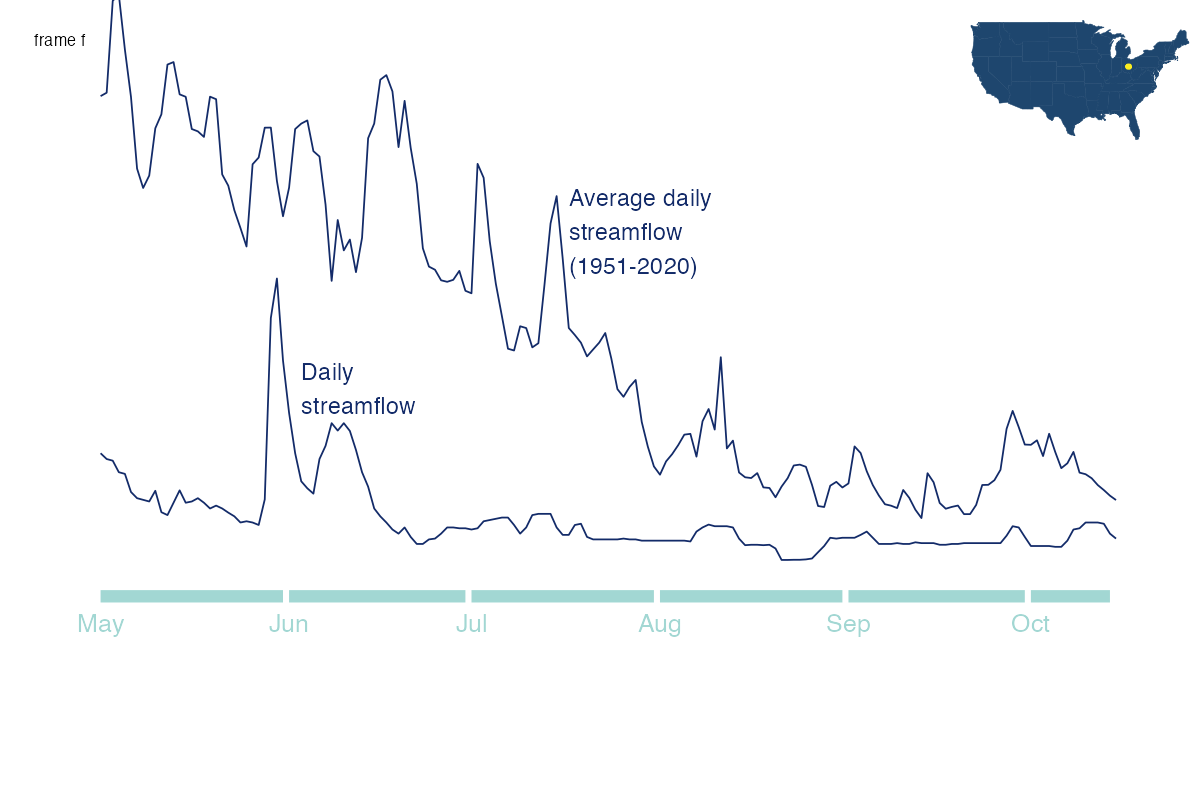 frame f
Average daily
streamflow
(1951-2020)
Daily
streamflow
May Jun Jul Aug Sep Oct